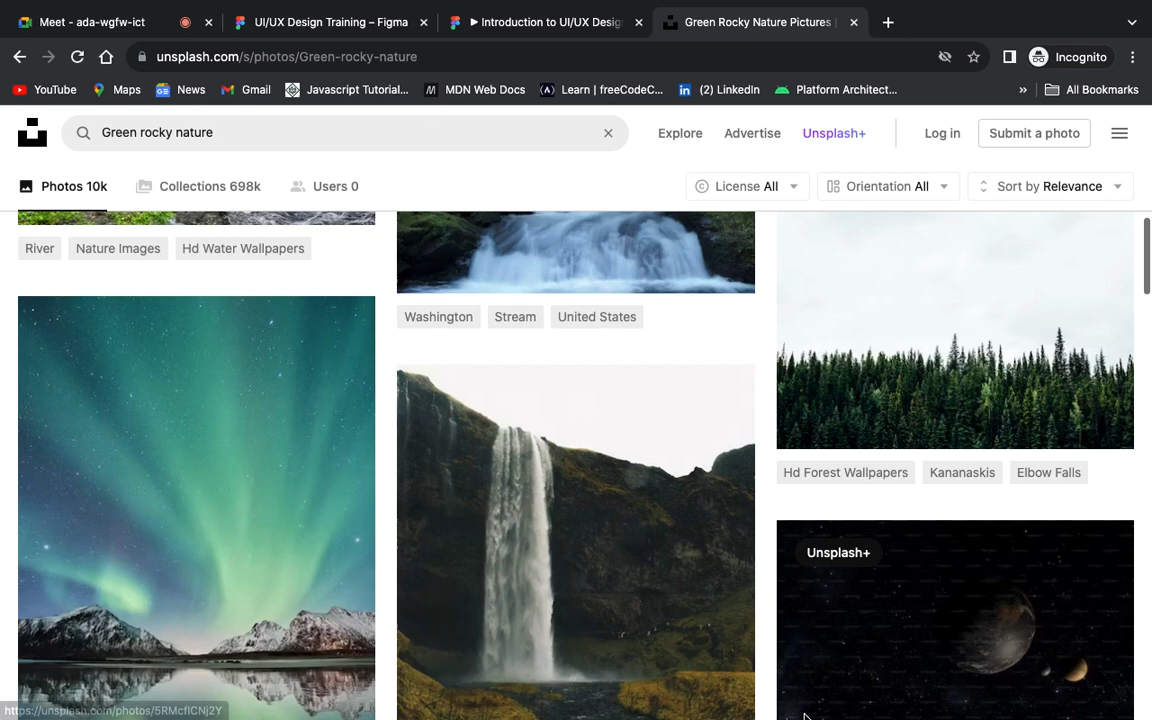 Meet - ada-wgfw-ict
UI/UX Design Training – Figma
Introduction to UI/UX Desig
Green Rocky Nature Pictures |
unsplash.com/s/photos/Green-rocky-nature
Incognito
YouTube
Maps
News
Gmail
Javascript Tutorial...
MDN Web Docs
Learn | freeCodeC...
(2) LinkedIn
Platform Architect...
»
All Bookmarks
Green rocky nature
Explore
Advertise
Unsplash+
Log in
Submit a photo
Photos 10k
Collections 698k
Users 0
License All
Orientation All
Sort by Relevance
River
Nature Images
Hd Water Wallpapers
Washington
Stream
United States
Hd Forest Wallpapers
Kananaskis
Elbow Falls
Unsplash+
https://unsplash.com/photos/5RMcflCNj2Y